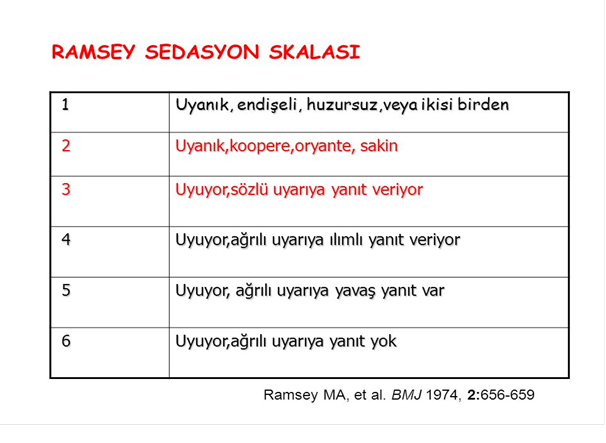 RAMSEY SEDASYON SKALASI
1 Uyanık, endişeli, huzursuz,veya ikisi birden
2 Uyanık,koopere,oryante, sakin
3 Uyuyor,sözlü uyarıya yanıt veriyor
4 Uyuyor,ağrılı uyarıya ılımlı yanıt veriyor
5 Uyuyor, ağrılı uyarıya yavaş yanıt var
6 Uyuyor,ağrılı uyarıya yanıt yok
Ramsey MA, et al. BMJ 1974, 2:656-659